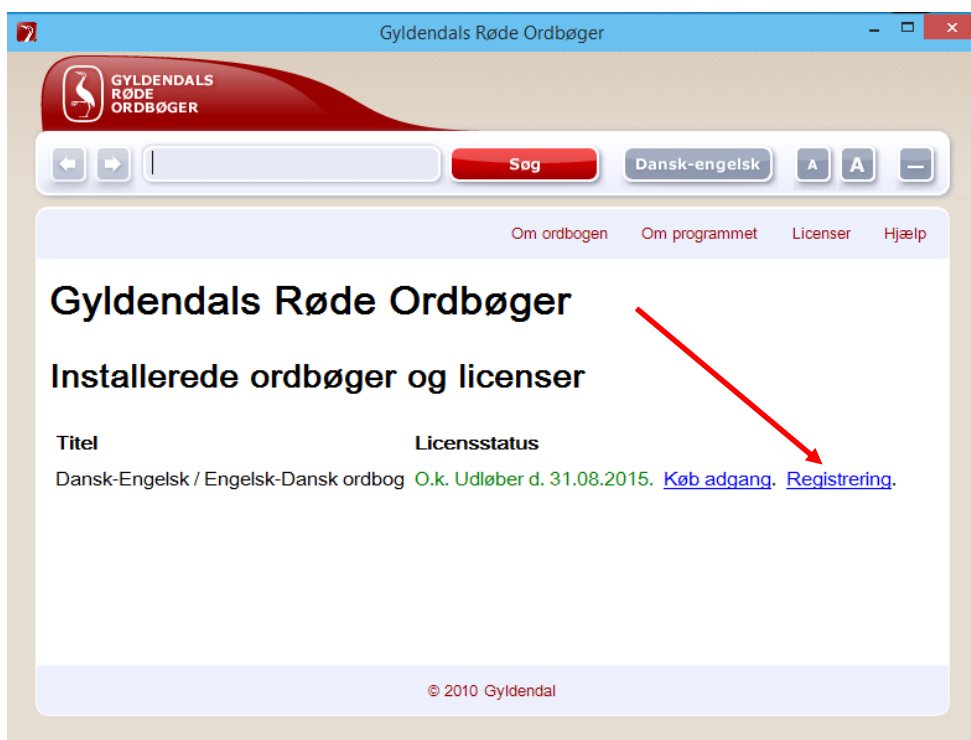 Gyldendals Røde Ordbøger
GYLDENDALS
RØDE
ORDBØGER
Søg
Dansk-engelsk
A
A
Om ordbogen Om programmet Licenser Hjælp
Gyldendals Røde Ordbøger
Installerede ordbøger og licenser
Titel Licensstatus
Dansk-Engelsk / Engelsk-Dansk ordbog O.k. Udløber d. 31.08.2015. Køb adgang. Registrering.
© 2010 Gyldendal